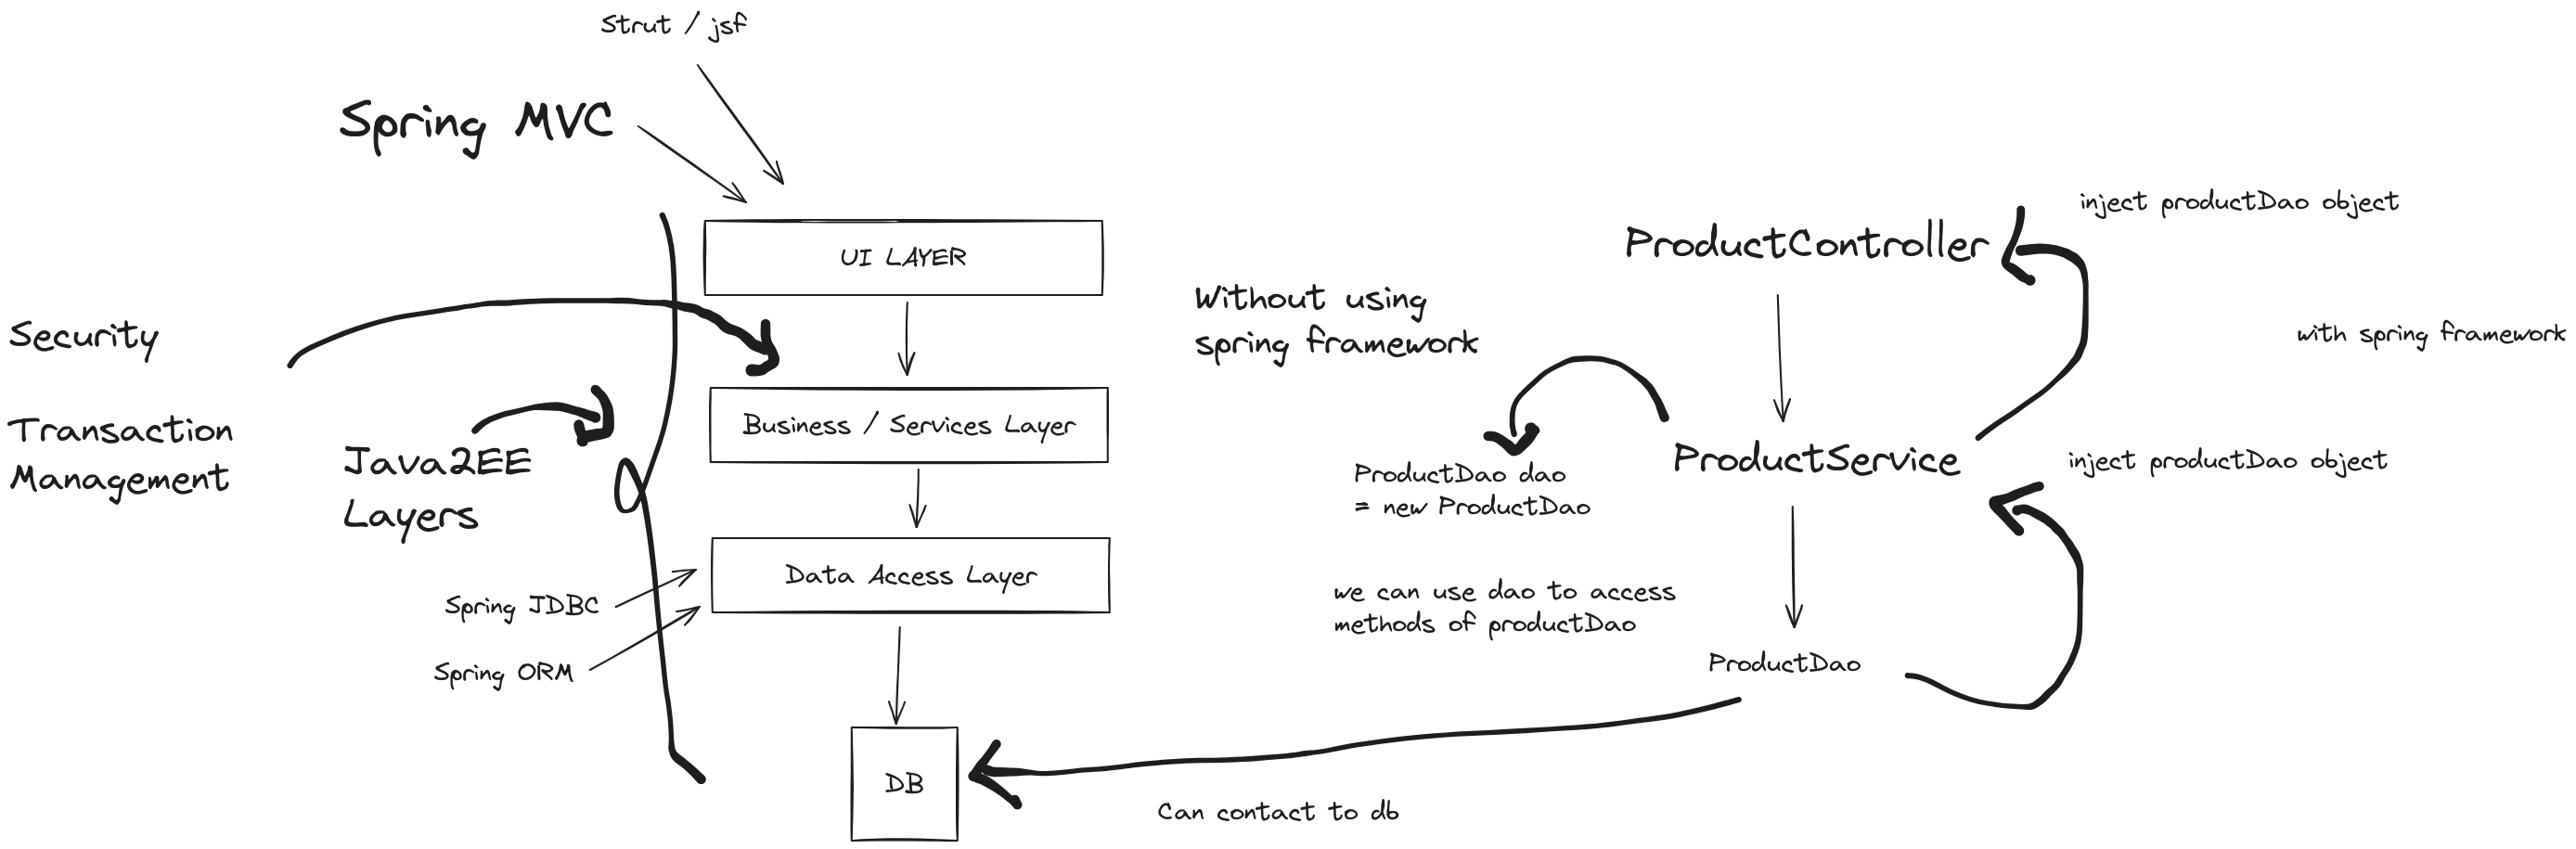 Strut / jsf
Spring MVC
UI LAYER
Security
Transaction
Management
Java2EE
Layers
Business / Services Layer
Data Access Layer
Spring JDBC
Spring ORM
DB
Without using
spring framework
ProductController
inject productDao object
with spring framework
ProductService
inject productDao object
ProductDao dao
= new ProductDao
we can use dao to access
methods of productDao
ProductDao
Can contact to db